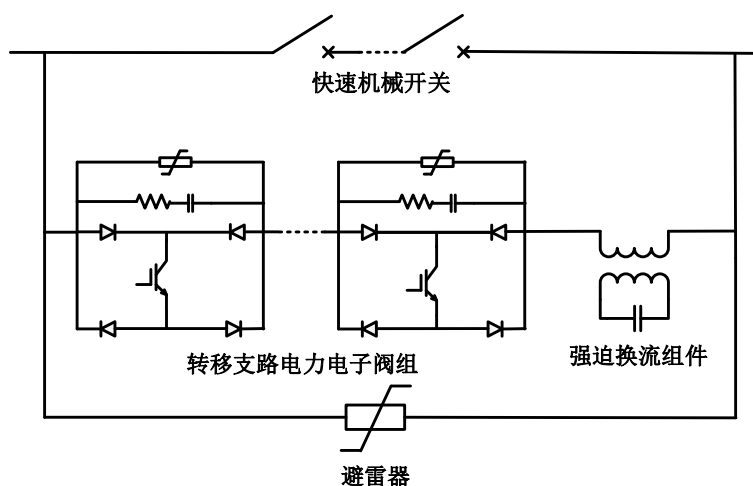 快速机械开关
转移支路电力电子阀组
强迫换流组件
避雷器